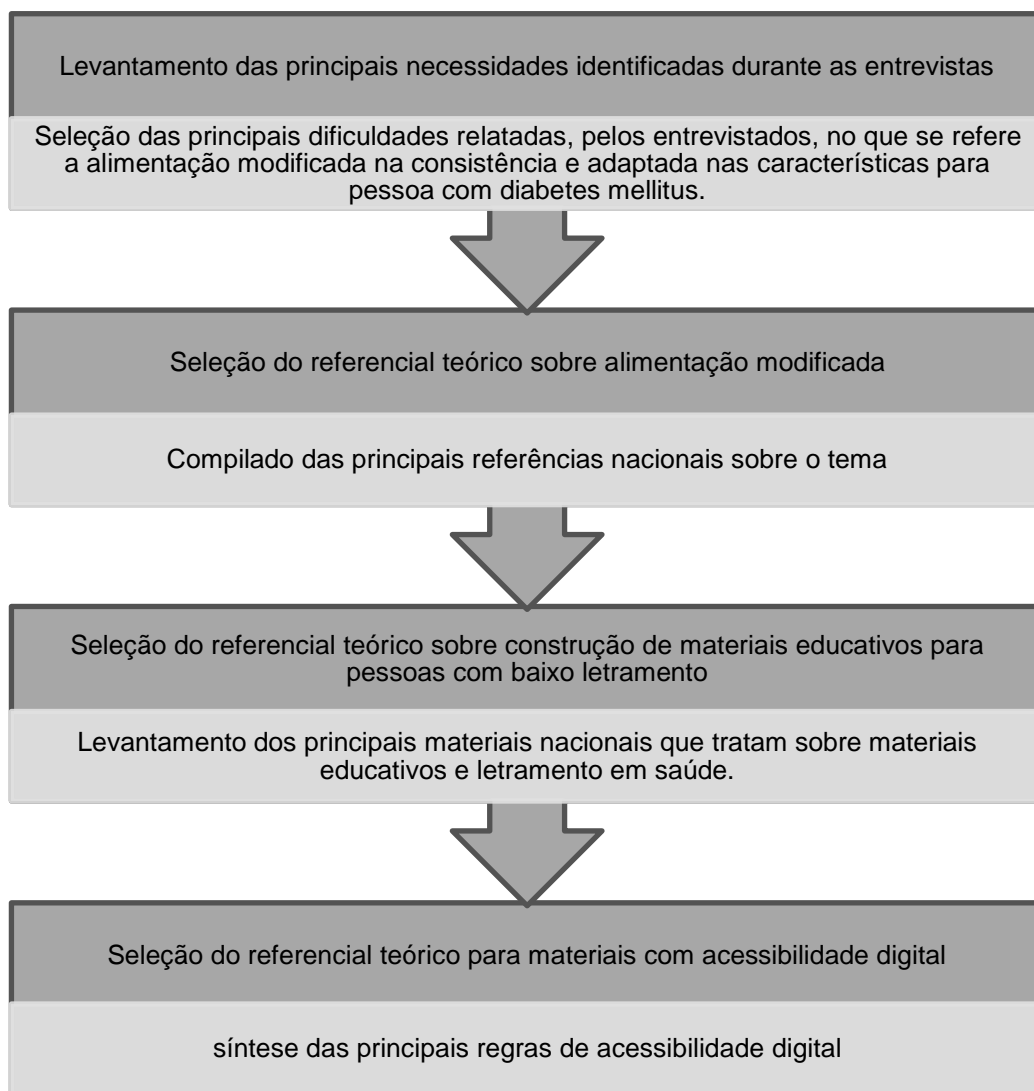 Levantamento das principais necessidades identificadas durante as entrevistas
Seleção das principais dificuldades relatadas, pelos entrevistados, no que se refere
a alimentação modificada na consistência e adaptada nas características para
pessoa com diabetes mellitus.
Seleção do referencial teórico sobre alimentação modificada
Compilado das principais referências nacionais sobre o tema
Seleção do referencial teórico sobre construção de materiais educativos para
pessoas com baixo letramento
Levantamento dos principais materiais nacionais que tratam sobre materiais
educativos e letramento em saúde.
Seleção do referencial teórico para materiais com acessibilidade digital
síntese das principais regras de acessibilidade digital